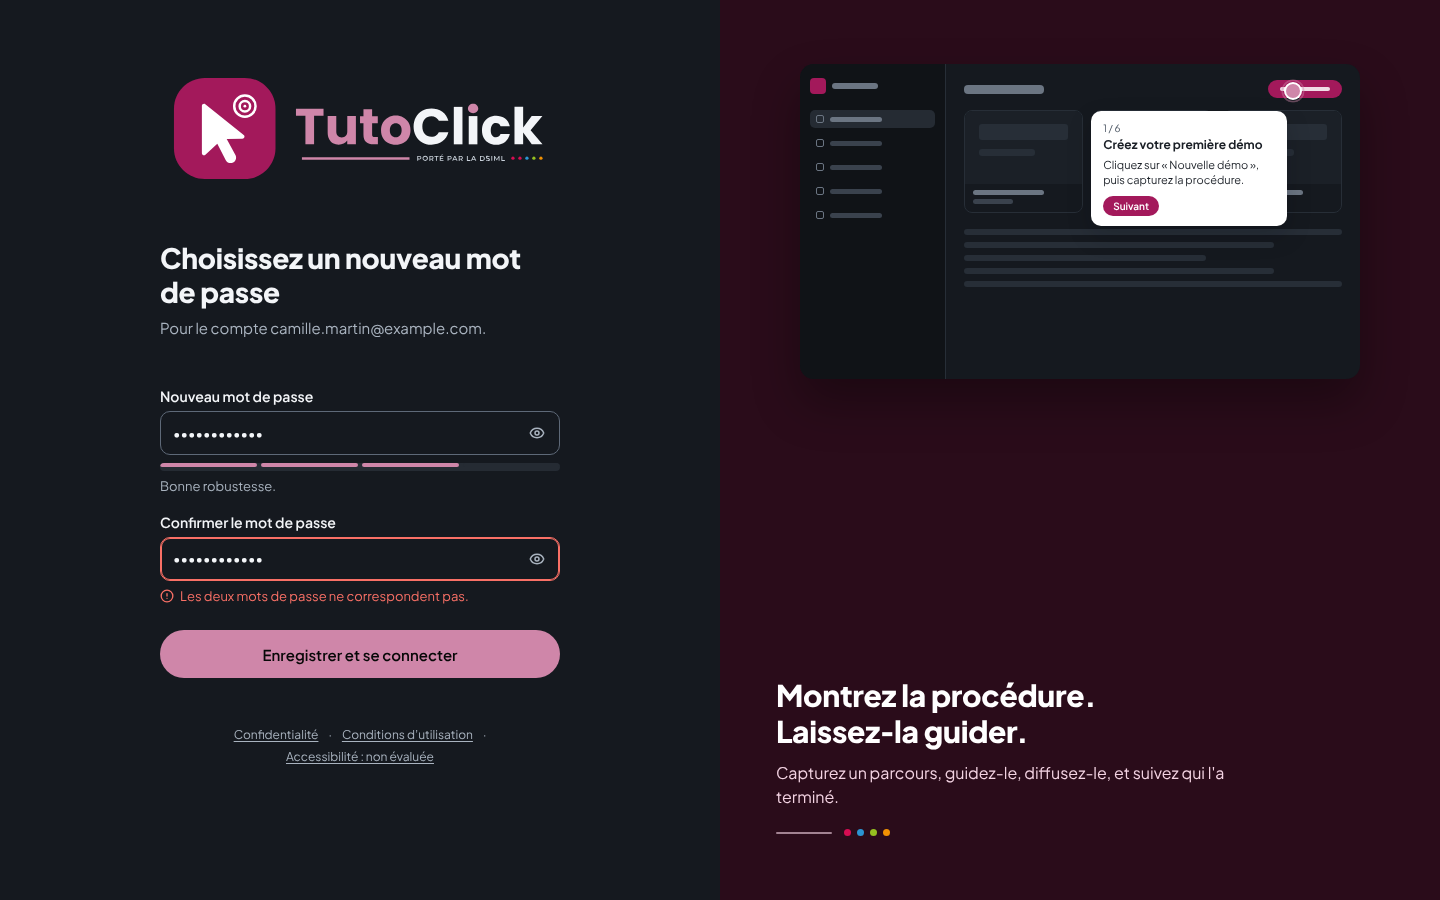 TutoClick
PORTÉ PAR LA DSIML
Choisissez un nouveau mot
de passe
Pour le compte camille.martin@example.com.
Nouveau mot de passe
••••••••••••
Bonne robustesse.
Confirmer le mot de passe
••••••••••••
Les deux mots de passe ne correspondent pas.
Enregistrer et se connecter
Confidentialité · Conditions d'utilisation ·
Accessibilité : non évaluée
1 / 6
Créez votre première démo
Cliquez sur « Nouvelle démo »,
puis capturez la procédure.
Suivant
Montrez la procédure.
Laissez-la guider.
Capturez un parcours, guidez-le, diffusez-le, et suivez qui l'a
terminé.